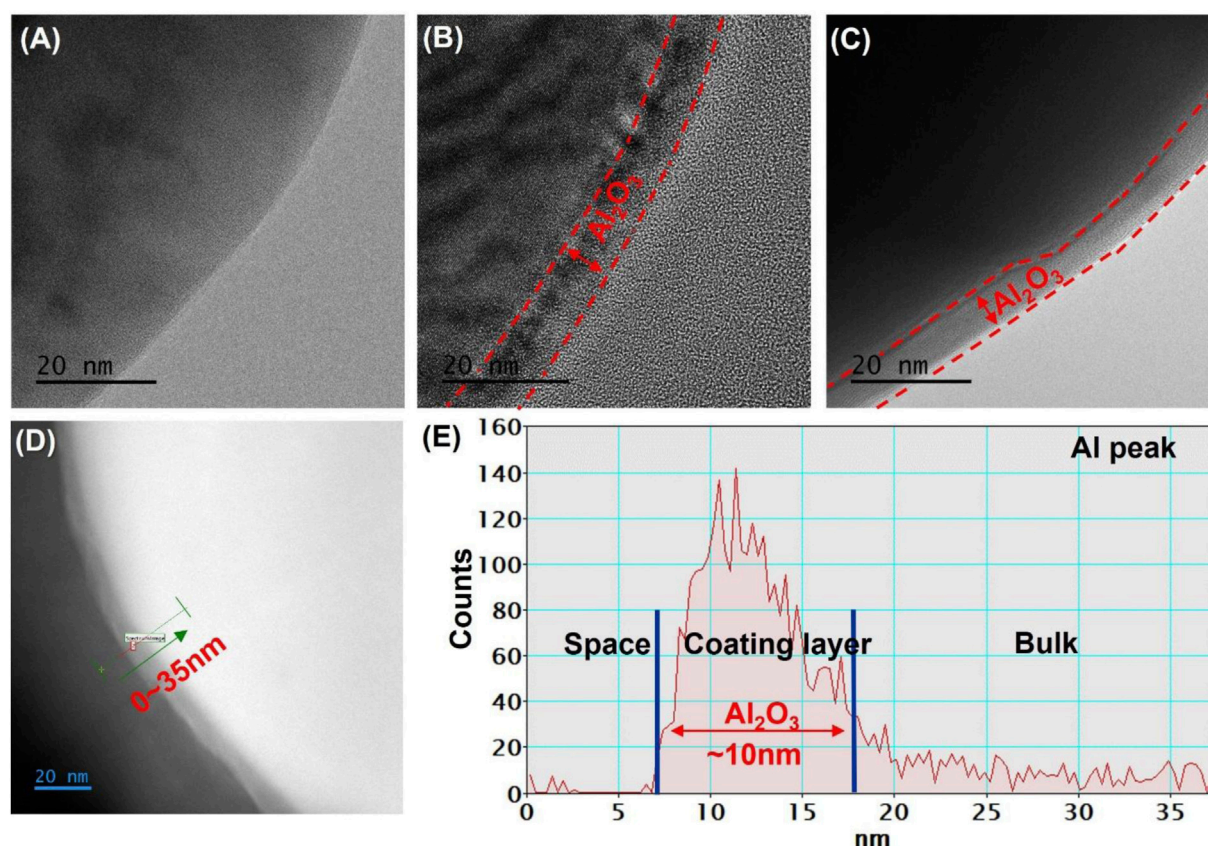 (A)
20 nm
(B)
Al₂O₃
20 nm
(C)
Al₂O₃
20 nm
(D)
0~35nm
20 nm
(E)
Al peak
Counts
160
140
120
100
80
60
40
20
0
Space
Coating layer
Bulk
Al₂O₃
~10nm
0 5 10 15 20 25 30 35
nm